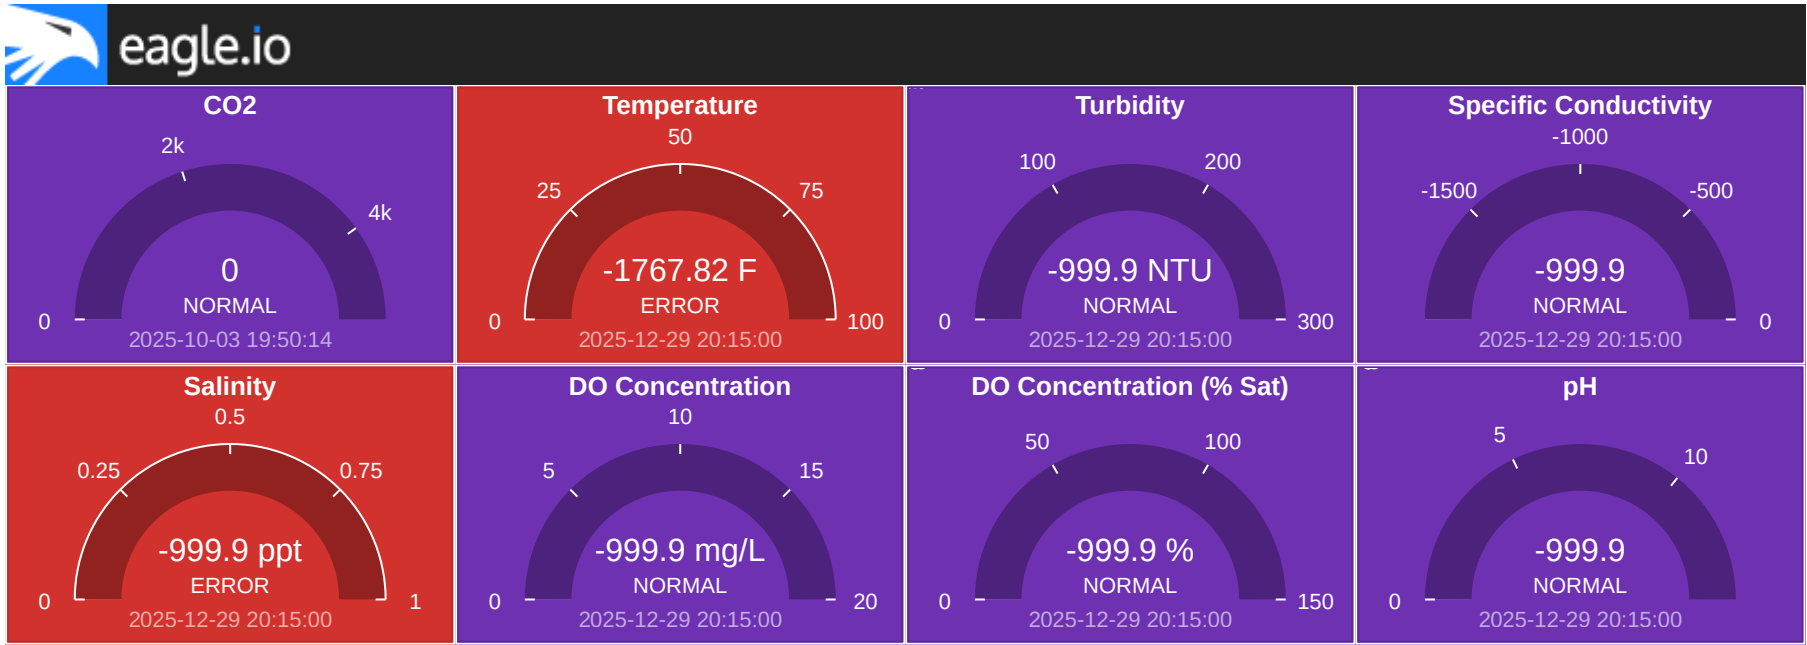 eagle.io
CO2
2k
4k
0
NORMAL
0
2025-10-03 19:50:14
Temperature
50
25
75
-1767.82 F
ERROR
0
100
2025-12-29 20:15:00
Turbidity
100
200
-999.9 NTU
NORMAL
0
300
2025-12-29 20:15:00
Specific Conductivity
-1000
-1500
-500
-999.9
NORMAL
0
2025-12-29 20:15:00
Salinity
0.5
0.25
0.75
-999.9 ppt
ERROR
0
1
2025-12-29 20:15:00
DO Concentration
10
5
15
-999.9 mg/L
NORMAL
0
20
2025-12-29 20:15:00
DO Concentration (% Sat)
50
100
-999.9 %
NORMAL
0
150
2025-12-29 20:15:00
pH
5
10
-999.9
NORMAL
0
2025-12-29 20:15:00